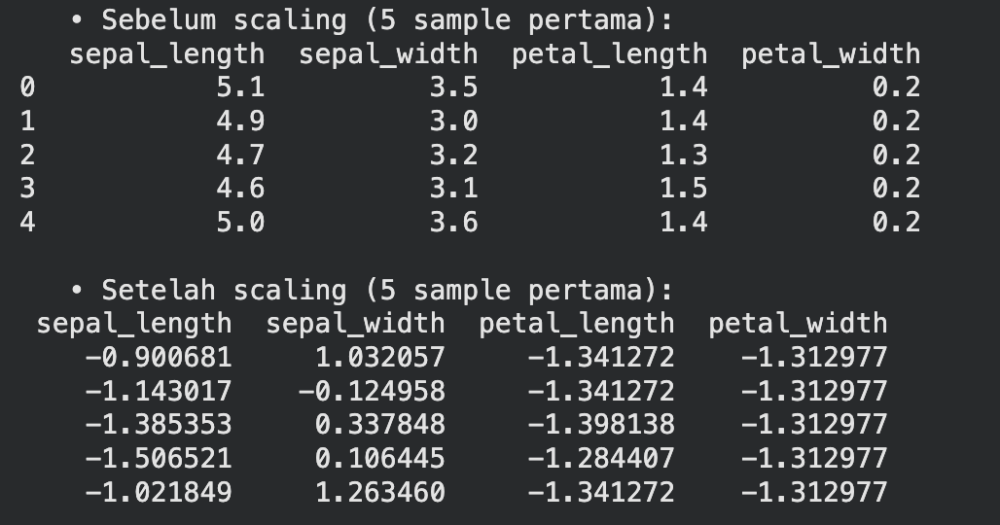 • Sebelum scaling (5 sample pertama):
sepal_length sepal_width petal_length petal_width
0 5.1 3.5 1.4 0.2
1 4.9 3.0 1.4 0.2
2 4.7 3.2 1.3 0.2
3 4.6 3.1 1.5 0.2
4 5.0 3.6 1.4 0.2
• Setelah scaling (5 sample pertama):
sepal_length sepal_width petal_length petal_width
−0.900681 1.032057 −1.341272 −1.312977
−1.143017 −0.124958 −1.341272 −1.312977
−1.385353 0.337848 −1.398138 −1.312977
−1.506521 0.106445 −1.284407 −1.312977
−1.021849 1.263460 −1.341272 −1.312977